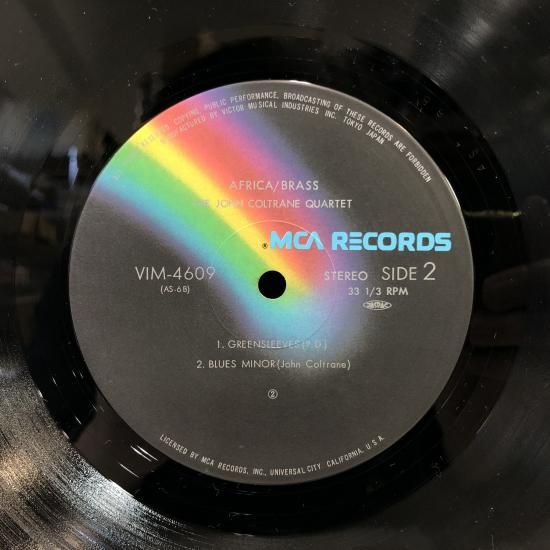 RESERVED. COPYING, PUBLIC PERFORMANCE, BROADCASTING OF THESE RECORDS ARE FORBIDDEN
MANUFACTURED BY VICTOR MUSICAL INDUSTRIES INC. TOKYO JAPAN
AFRICA/BRASS
THE JOHN COLTRANE QUARTET
® MCA RECORDS
VIM-4609
(AS-6B)
STEREO SIDE 2
33 1/3 RPM
JASRAC
1. GREENSLEEVES(P.D.)
2. BLUES MINOR(John Coltrane)
②
LICENSED BY MCA RECORDS, INC., UNIVERSAL CITY, CALIFORNIA, U.S.A.